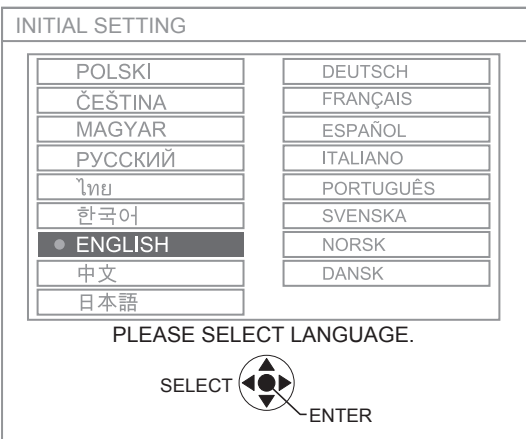 INITIAL SETTING
POLSKI
ČEŠTINA
MAGYAR
РУССКИЙ
ไทย
한국어
ENGLISH
中文
日本語
DEUTSCH
FRANÇAIS
ESPAÑOL
ITALIANO
PORTUGUÊS
SVENSKA
NORSK
DANSK
PLEASE SELECT LANGUAGE.
SELECT
ENTER